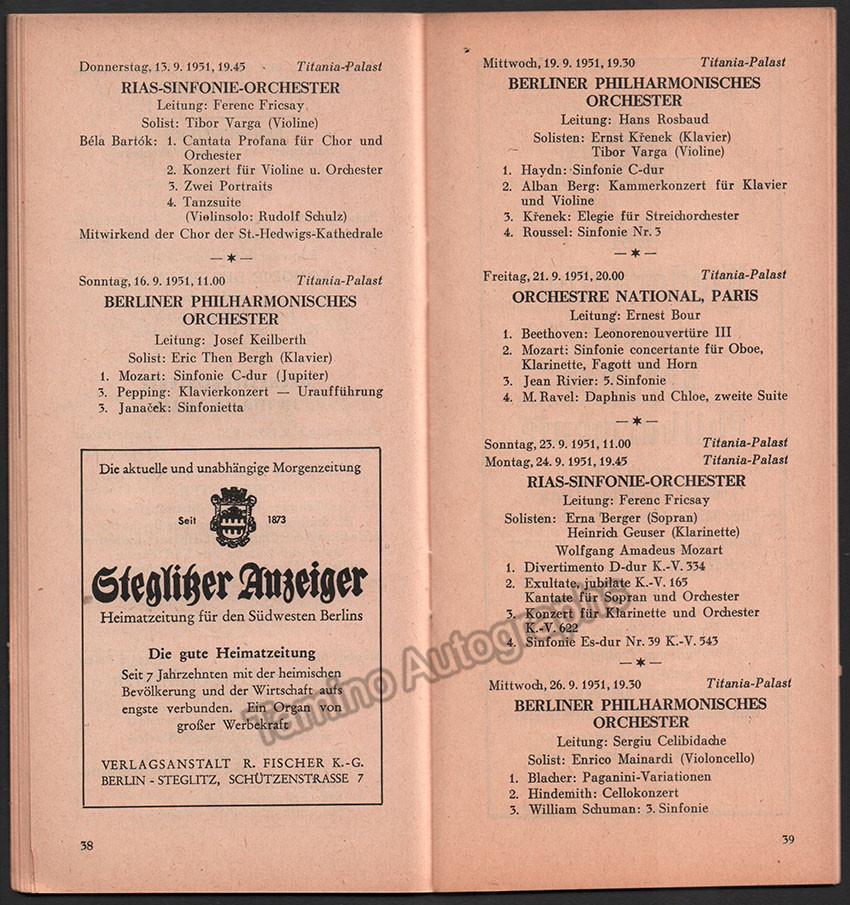 Donnerstag, 13. 9. 1951, 19.45 Titania-Palast
RIAS-SINFONIE-ORCHESTER
Leitung: Ferenc Fricsay
Solist: Tibor Varga (Violine)
Béla Bartók: 1. Cantata Profana für Chor und
Orchester
2. Konzert für Violine u. Orchester
3. Zwei Portraits
4. Tanzsuite
(Violinsolo: Rudolf Schulz)
Mitwirkend der Chor der St.-Hedwigs-Kathedrale
—★—
Sonntag, 16. 9. 1951, 11.00 Titania-Palast
BERLINER PHILHARMONISCHES
ORCHESTER
Leitung: Josef Keilberth
Solist: Eric Then Bergh (Klavier)
1. Mozart: Sinfonie C-dur (Jupiter)
3. Pepping: Klavierkonzert — Uraufführung
3. Janaček: Sinfonietta
Die aktuelle und unabhängige Morgenzeitung
Seit 1873
Steglitzer Anzeiger
Heimatzeitung für den Südwesten Berlins
Die gute Heimatzeitung
Seit 7 Jahrzehnten mit der heimischen
Bevölkerung und der Wirtschaft aufs
engste verbunden. Ein Organ von
großer Werbekraft
VERLAGSANSTALT R. FISCHER K.-G.
BERLIN - STEGLITZ, SCHÜTZENSTRASSE 7
38
Mittwoch, 19. 9. 1951, 19.30 Titania-Palast
BERLINER PHILHARMONISCHES
ORCHESTER
Leitung: Hans Rosbaud
Solisten: Ernst Křenek (Klavier)
Tibor Varga (Violine)
1. Haydn: Sinfonie C-dur
2. Alban Berg: Kammerkonzert für Klavier
und Violine
3. Křenek: Elegie für Streichorchester
4. Roussel: Sinfonie Nr. 3
—★—
Freitag, 21. 9. 1951, 20.00 Titania-Palast
ORCHESTRE NATIONAL, PARIS
Leitung: Ernest Bour
1. Beethoven: Leonorenouvertüre III
2. Mozart: Sinfonie concertante für Oboe,
Klarinette, Fagott und Horn
3. Jean Rivier: 5. Sinfonie
4. M. Ravel: Daphnis und Chloe, zweite Suite
—★—
Sonntag, 23. 9. 1951, 11.00 Titania-Palast
Montag, 24. 9. 1951, 19.45 Titania-Palast
RIAS-SINFONIE-ORCHESTER
Leitung: Ferenc Fricsay
Solisten: Erna Berger (Sopran)
Heinrich Geuser (Klarinette)
Wolfgang Amadeus Mozart
1. Divertimento D-dur K.-V. 334
2. Exultate, jubilate K.-V. 165
Kantate für Sopran und Orchester
3. Konzert für Klarinette und Orchester
K.-V. 622
4. Sinfonie Es-dur Nr. 39 K.-V. 543
—★—
Mittwoch, 26. 9. 1951, 19.30 Titania-Palast
BERLINER PHILHARMONISCHES
ORCHESTER
Leitung: Sergiu Celibidache
Solist: Enrico Mainardi (Violoncello)
1. Blacher: Paganini-Variationen
2. Hindemith: Cellokonzert
3. William Schuman: 3. Sinfonie
39
Tamino Autographs